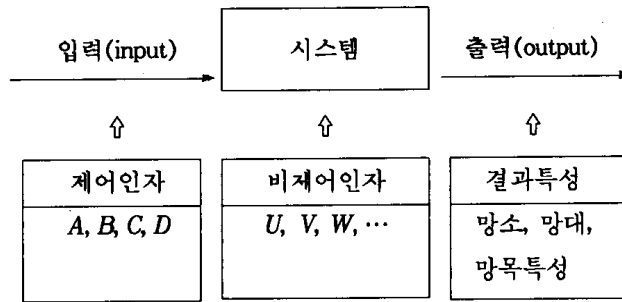 입력(input)
시스템
출력(output)
제어인자
A, B, C, D
비제어인자
U, V, W, …
결과특성
망소, 망대,
망목특성